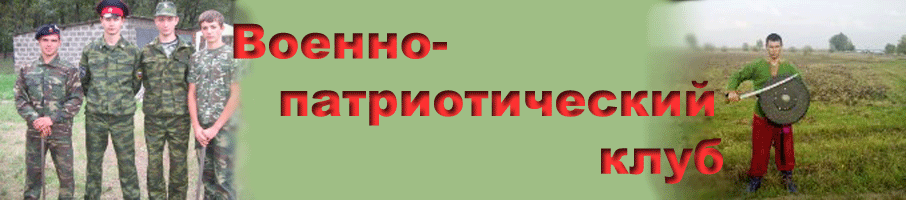 Военно-
патриотический
клуб